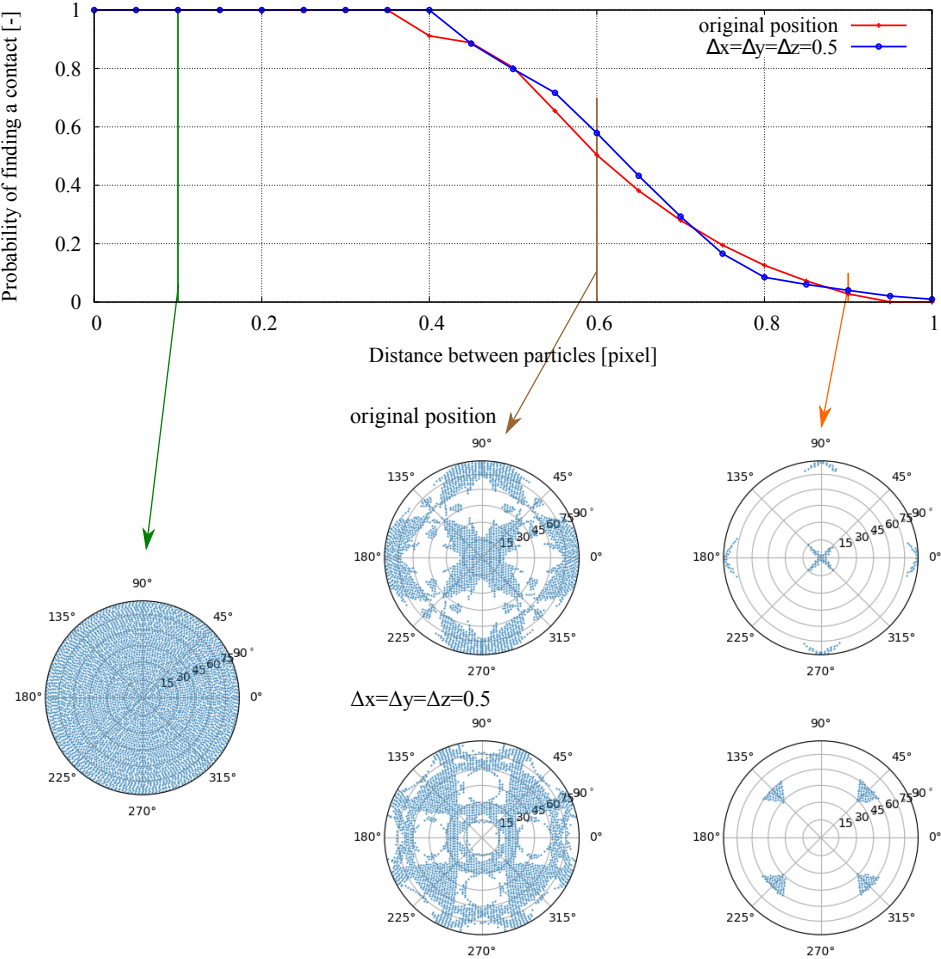 Probability of finding a contact [-]
1
0.8
0.6
0.4
0.2
0
original position
Δx=Δy=Δz=0.5
0 0.2 0.4 0.6 0.8 1
Distance between particles [pixel]
original position
90°
135° 45°
180° 0°
225° 315°
270°
15 30 45 60 75 90°
90°
135° 45°
180° 0°
225° 315°
270°
15 30 45 60 75 90°
90°
135° 45°
180° 0°
225° 315°
270°
15 30 45 60 75 90°
Δx=Δy=Δz=0.5
90°
135° 45°
180° 0°
225° 315°
270°
15 30 45 60 75 90°
90°
135° 45°
180° 0°
225° 315°
270°
15 30 45 60 75 90°